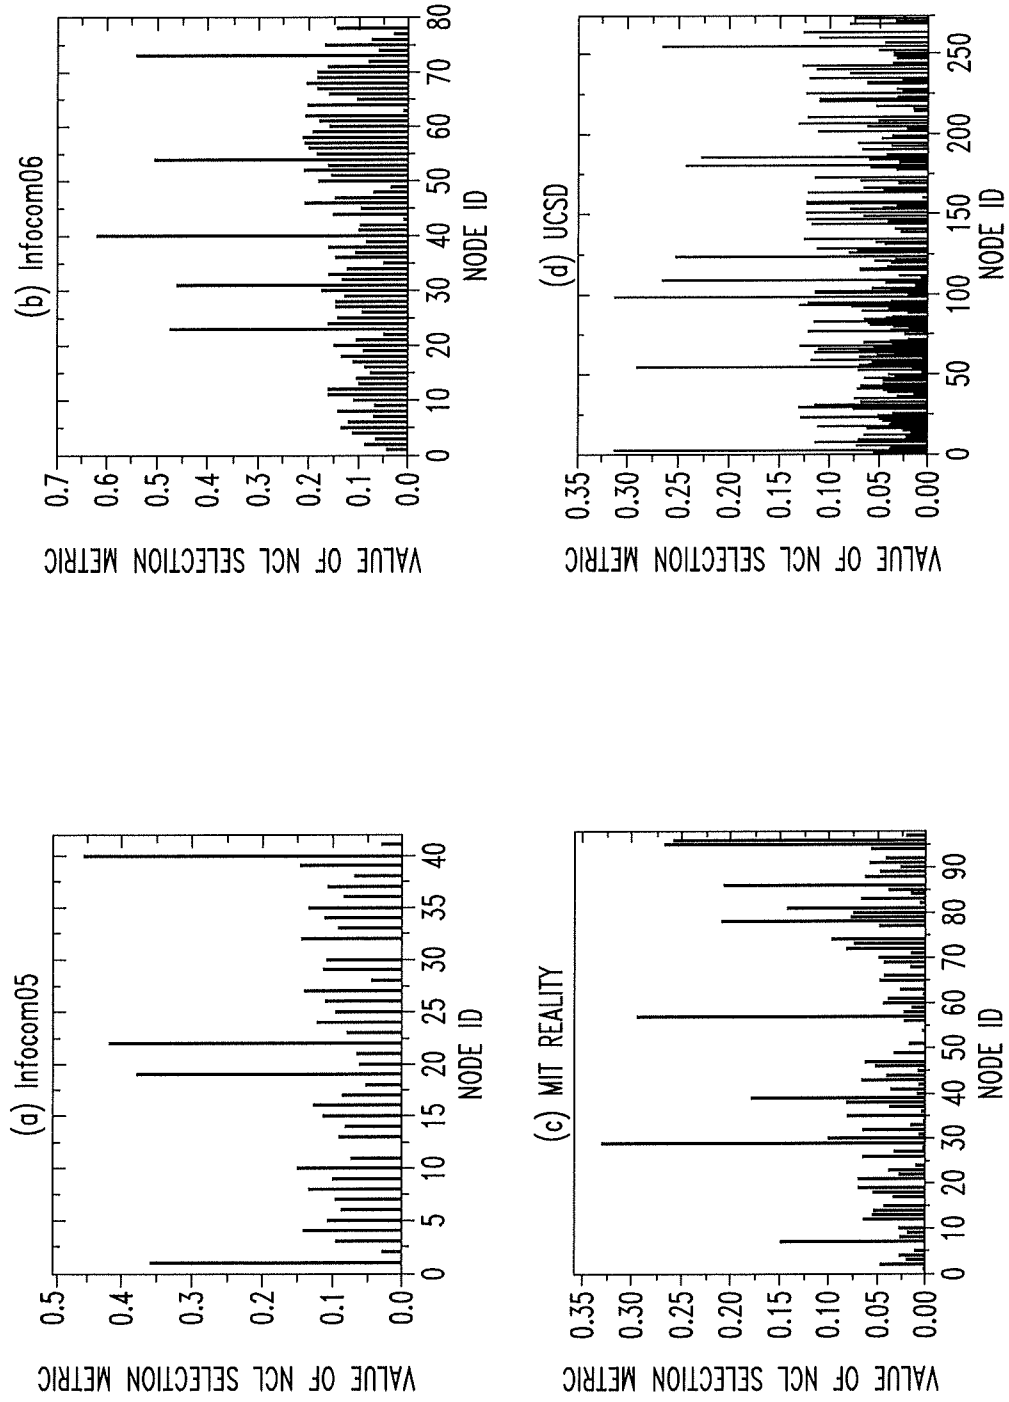 (a) Infocom05
VALUE OF NCL SELECTION METRIC
0.5
0.4
0.3
0.2
0.1
0.0
0 5 10 15 20 25 30 35 40
NODE ID
(b) Infocom06
VALUE OF NCL SELECTION METRIC
0.7
0.6
0.5
0.4
0.3
0.2
0.1
0.0
0 10 20 30 40 50 60 70 80
NODE ID
(c) MIT REALITY
VALUE OF NCL SELECTION METRIC
0.35
0.30
0.25
0.20
0.15
0.10
0.05
0.00
0 10 20 30 40 50 60 70 80 90
NODE ID
(d) UCSD
VALUE OF NCL SELECTION METRIC
0.35
0.30
0.25
0.20
0.15
0.10
0.05
0.00
0 50 100 150 200 250
NODE ID